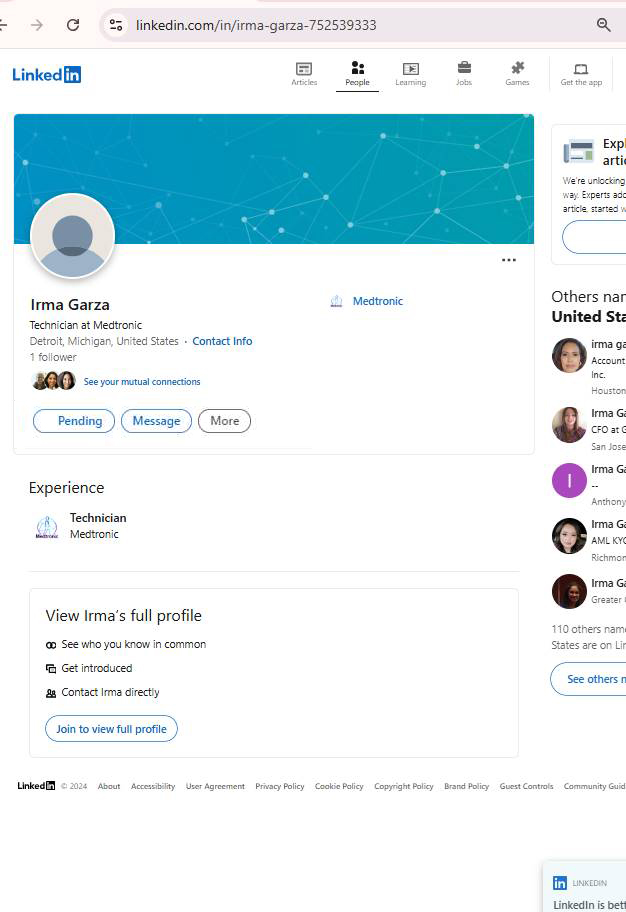 linkedin.com/in/irma-garza-752539333
Linkedin
Articles
People
Learning
Jobs
Games
Get the app
Irma Garza
Medtronic
Technician at Medtronic
Detroit, Michigan, United States · Contact Info
1 follower
See your mutual connections
Pending
Message
More
Experience
Technician
Medtronic
View Irma's full profile
See who you know in common
Get introduced
Contact Irma directly
Join to view full profile
Expl
artic
We're unlocking
way. Experts add
article, started w
Others nam
United Sta
irma ga
Account
Inc.
Houston
Irma Ga
CFO at G
San Jose
I
Irma Ga
--
Anthony
Irma Ga
AML KYC
Richmon
Irma Ga
Greater
110 others name
States are on Lin
See others n
Linkedin © 2024 About Accessibility User Agreement Privacy Policy Cookie Policy Copyright Policy Brand Policy Guest Controls Community Guid
in LINKEDIN
LinkedIn is bett